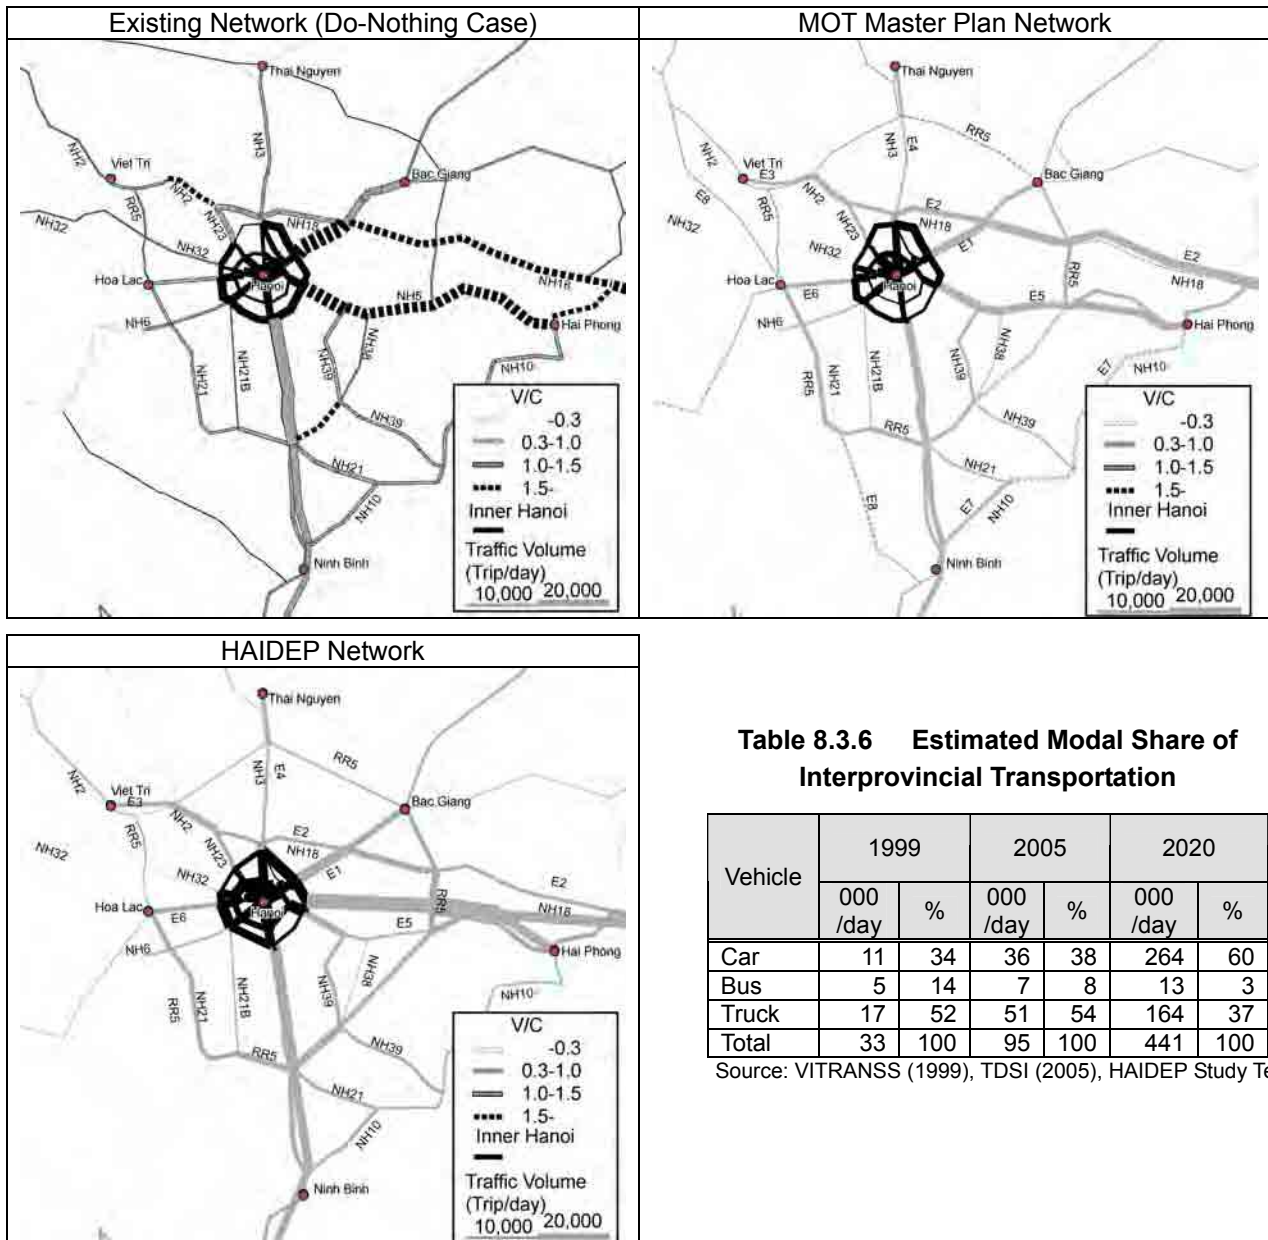 Existing Network (Do-Nothing Case)
Thai Nguyen
NH3
NH2
Viet Tri
Bac Giang
RR5
NH2
NH23
NH18
NH32
NH32
Hoa Lac
Hanoi
NH18
NH5
Hai Phong
NH6
NH21
NH21B
NH39
NH38
NH10
NH39
NH21
NH10
Ninh Binh
V/C
-0.3
0.3-1.0
1.0-1.5
1.5-
Inner Hanoi
Traffic Volume
(Trip/day)
10,000 20,000
MOT Master Plan Network
Thai Nguyen
NH3
E4
RR5
NH2
Viet Tri
E3
Bac Giang
E8
RR5
NH2
NH23
E2
NH18
E1
NH32
NH32
Hoa Lac
E6
Hanoi
RR5
E2
NH18
E5
Hai Phong
NH6
RR5
NH21
NH21B
NH39
NH38
E7
NH10
NH39
RR5
NH21
E8
E7
NH10
Ninh Binh
V/C
-0.3
0.3-1.0
1.0-1.5
1.5-
Inner Hanoi
Traffic Volume
(Trip/day)
10,000 20,000
HAIDEP Network
Thai Nguyen
NH3
E4
RR5
NH2
Viet Tri
E3
Bac Giang
RR5
NH2
NH23
E2
NH18
E1
NH32
NH32
Hoa Lac
E6
Hanoi
RR5
E2
NH18
E5
Hai Phong
NH6
RR5
NH21
NH21B
NH39
NH38
NH10
NH39
RR5
NH21
NH10
Ninh Binh
V/C
-0.3
0.3-1.0
1.0-1.5
1.5-
Inner Hanoi
Traffic Volume
(Trip/day)
10,000 20,000
Table 8.3.6 Estimated Modal Share of
Interprovincial Transportation
Vehicle 1999 2005 2020
000 /day % 000 /day % 000 /day %
Car 11 34 36 38 264 60
Bus 5 14 7 8 13 3
Truck 17 52 51 54 164 37
Total 33 100 95 100 441 100
Source: VITRANSS (1999), TDSI (2005), HAIDEP Study Te